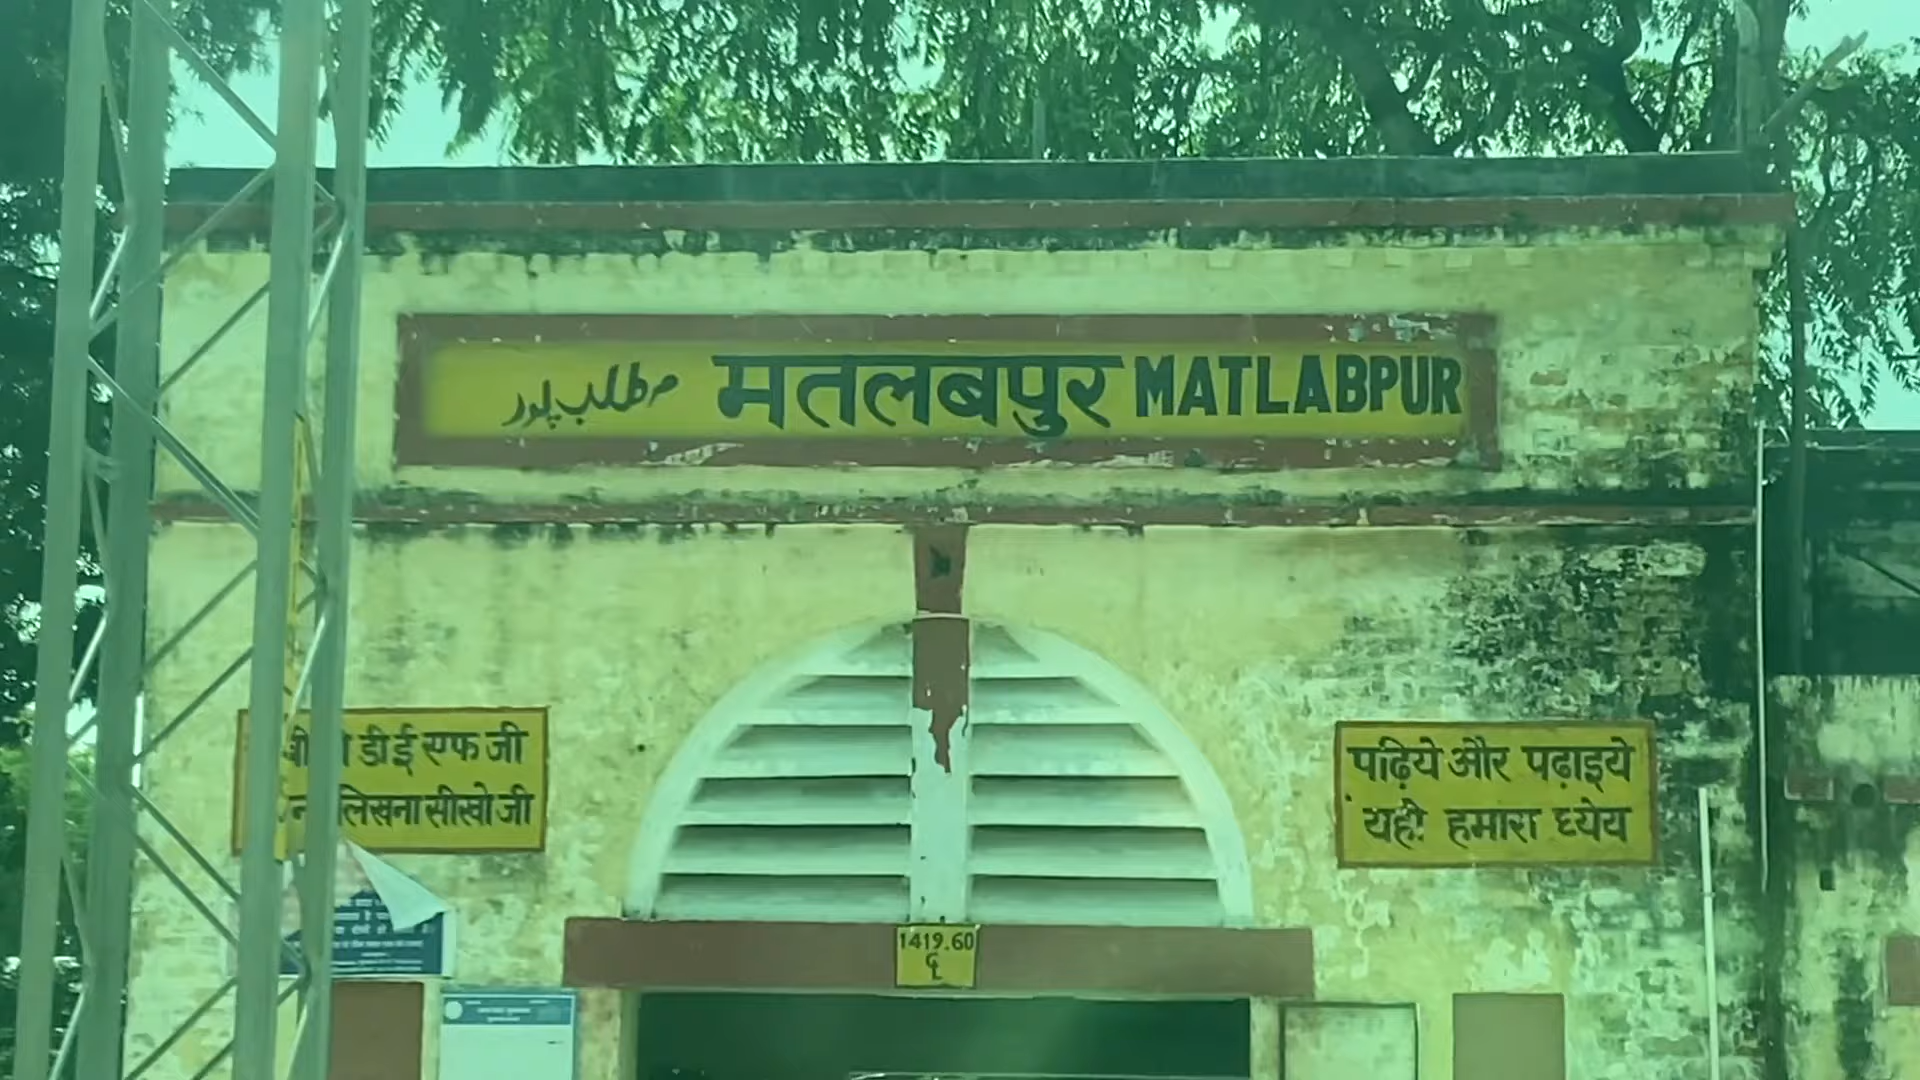 مطلب پور मतलबपुर MATLABPUR
डी ई एफ जी
लिखना सीखो जी
पढ़िये और पढ़ाइये
यही हमारा ध्येय
1419.60